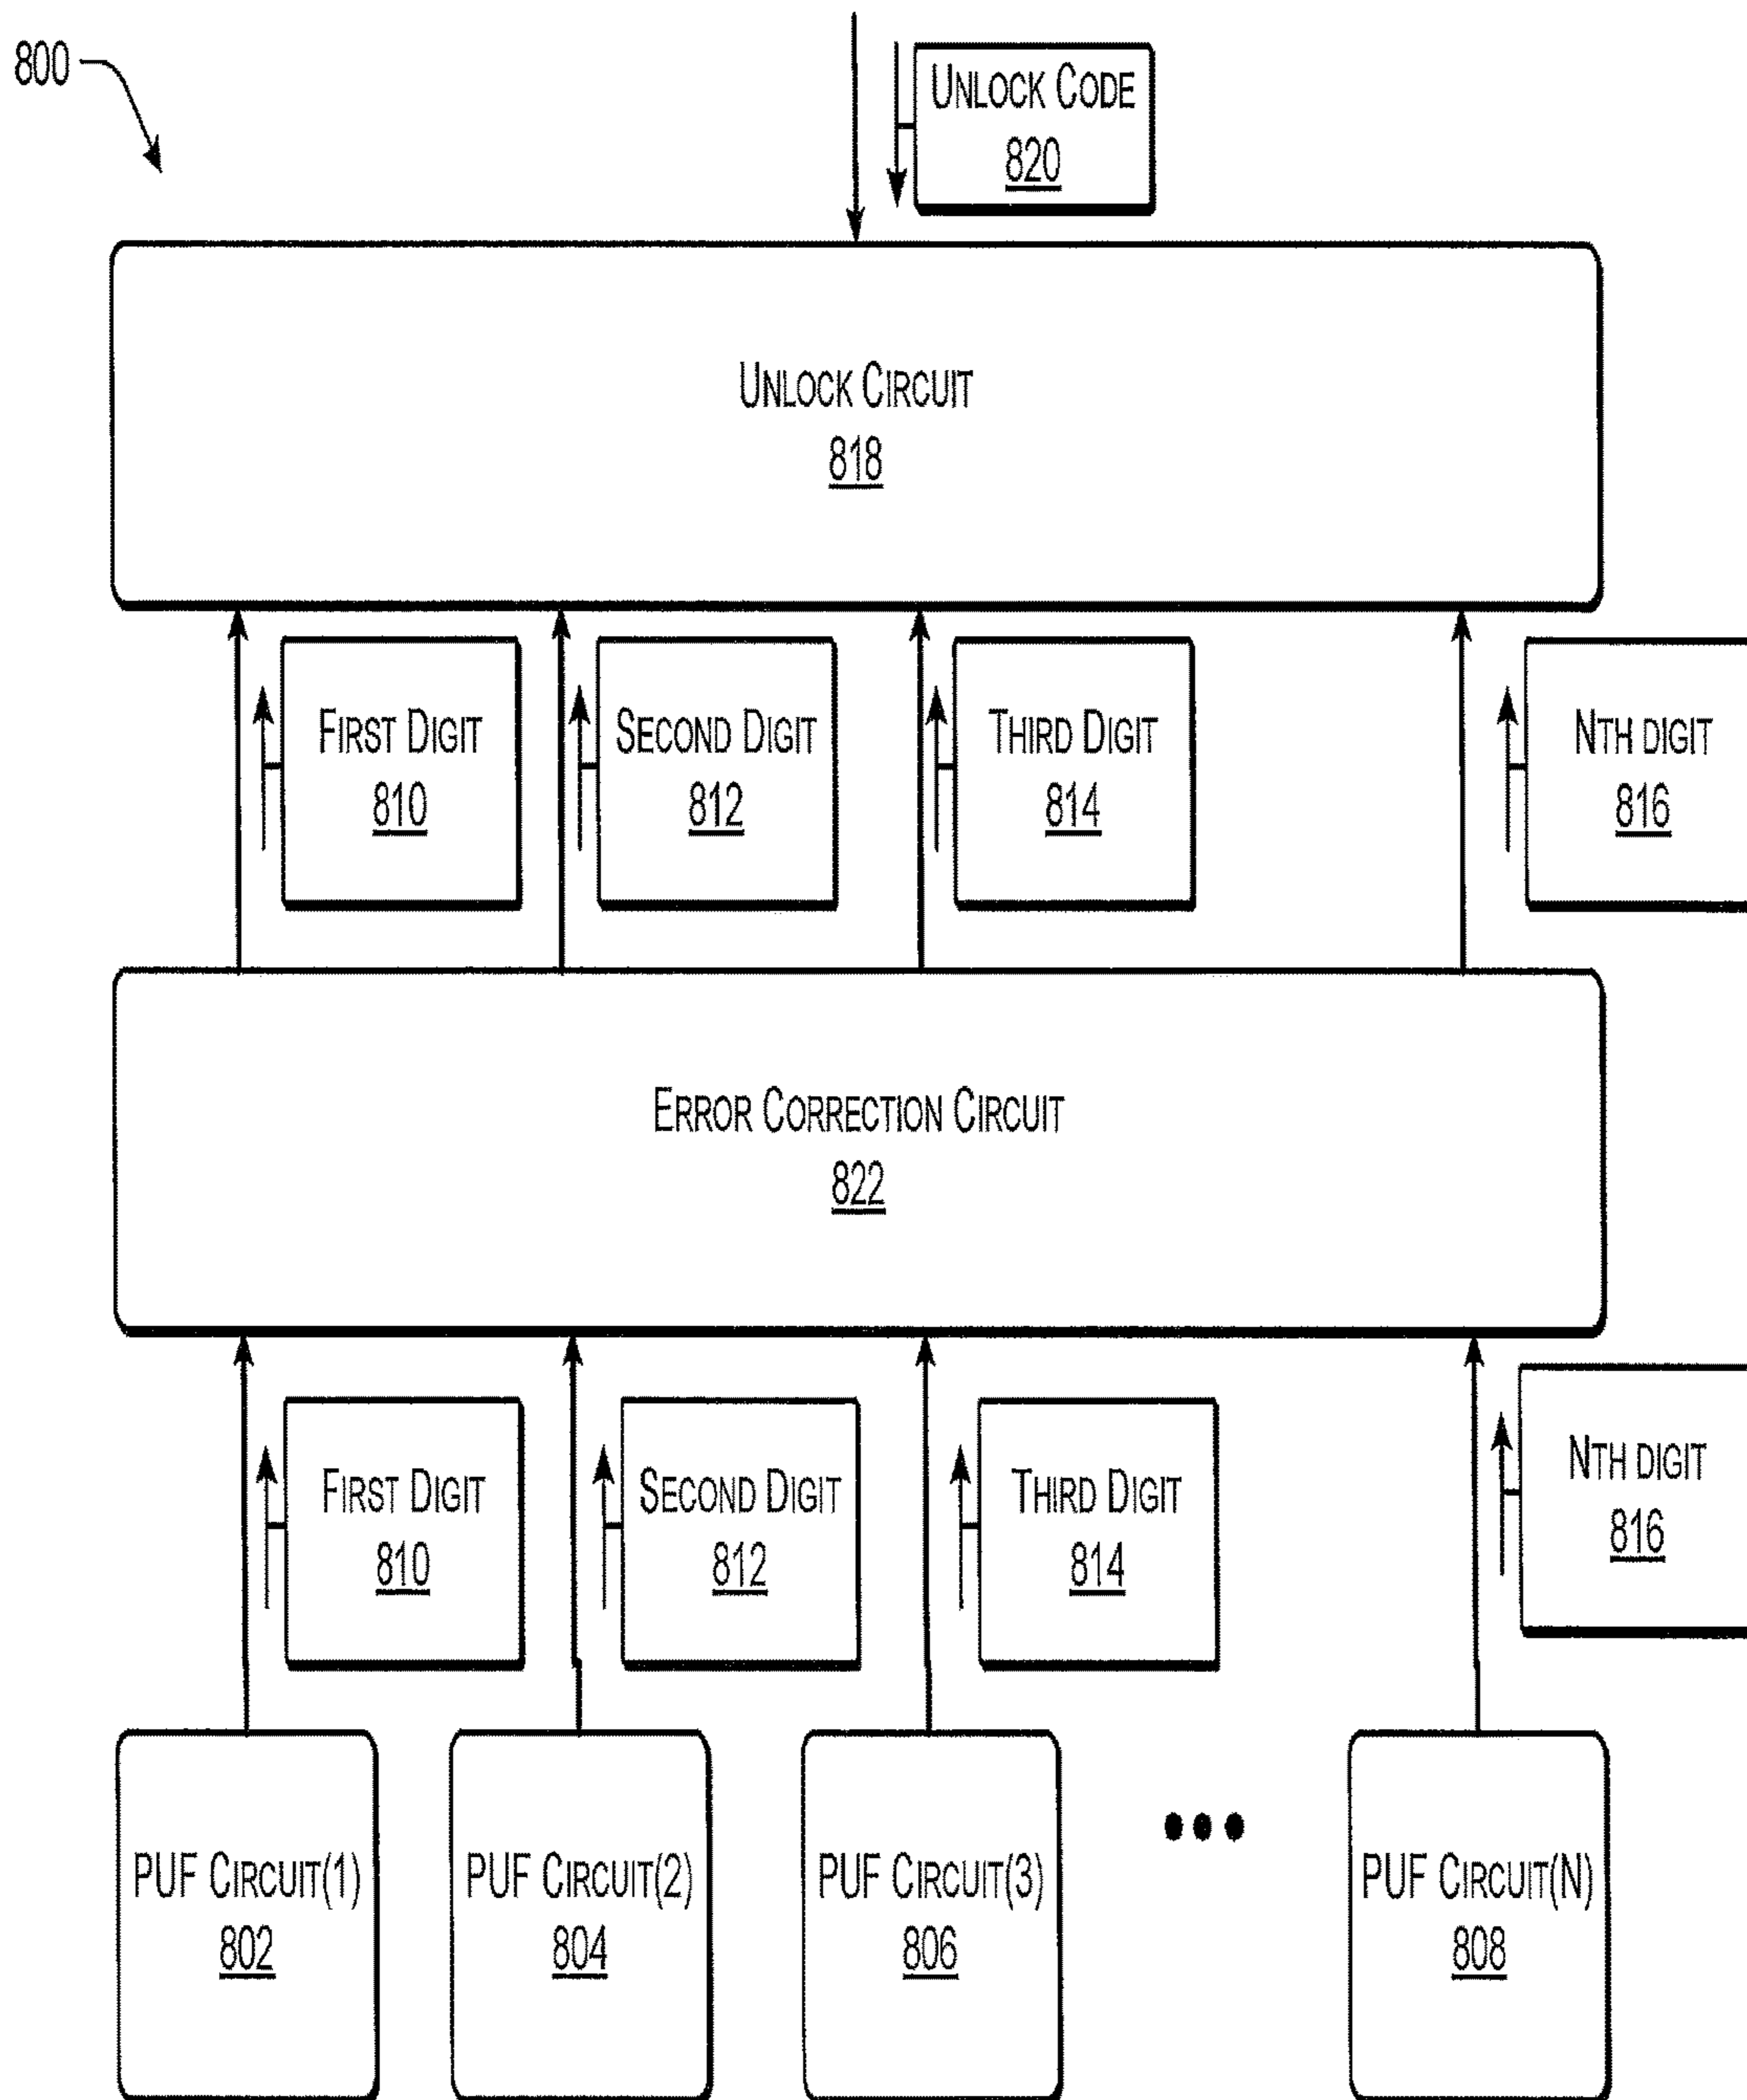 800
UNLOCK CODE
820
UNLOCK CIRCUIT
818
FIRST DIGIT
810
SECOND DIGIT
812
THIRD DIGIT
814
NTH DIGIT
816
ERROR CORRECTION CIRCUIT
822
FIRST DIGIT
810
SECOND DIGIT
812
THIRD DIGIT
814
NTH DIGIT
816
PUF CIRCUIT(1)
802
PUF CIRCUIT(2)
804
PUF CIRCUIT(3)
806
•••
PUF CIRCUIT(N)
808